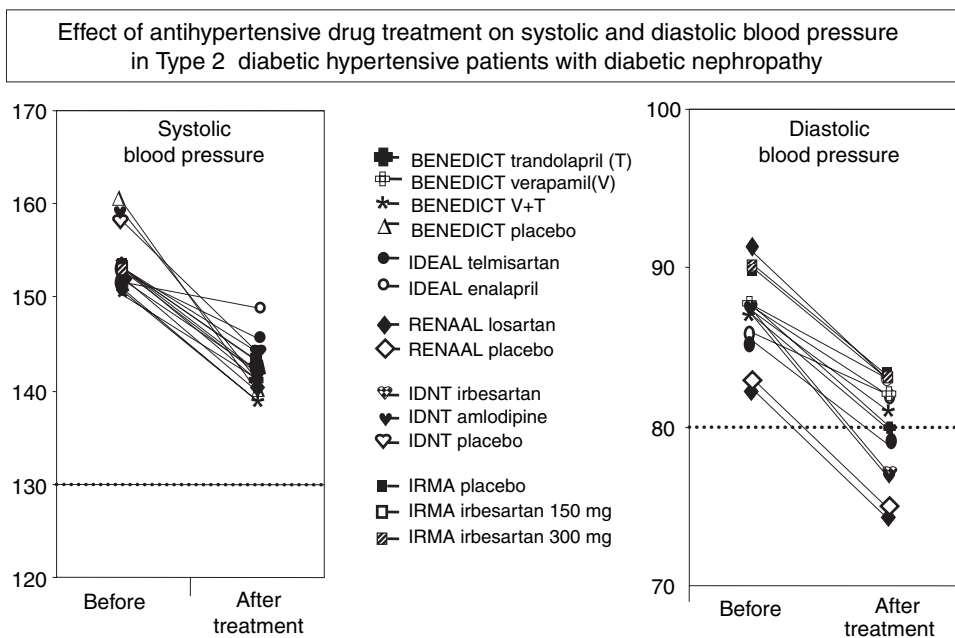 Effect of antihypertensive drug treatment on systolic and diastolic blood pressure
in Type 2 diabetic hypertensive patients with diabetic nephropathy
170
160
150
140
130
120
Systolic
blood pressure
Before
After
treatment
BENEDICT trandolapril (T)
BENEDICT verapamil(V)
BENEDICT V+T
BENEDICT placebo
IDEAL telmisartan
IDEAL enalapril
RENAAL losartan
RENAAL placebo
IDNT irbesartan
IDNT amlodipine
IDNT placebo
IRMA placebo
IRMA irbesartan 150 mg
IRMA irbesartan 300 mg
100
90
80
70
Diastolic
blood pressure
Before
After
treatment